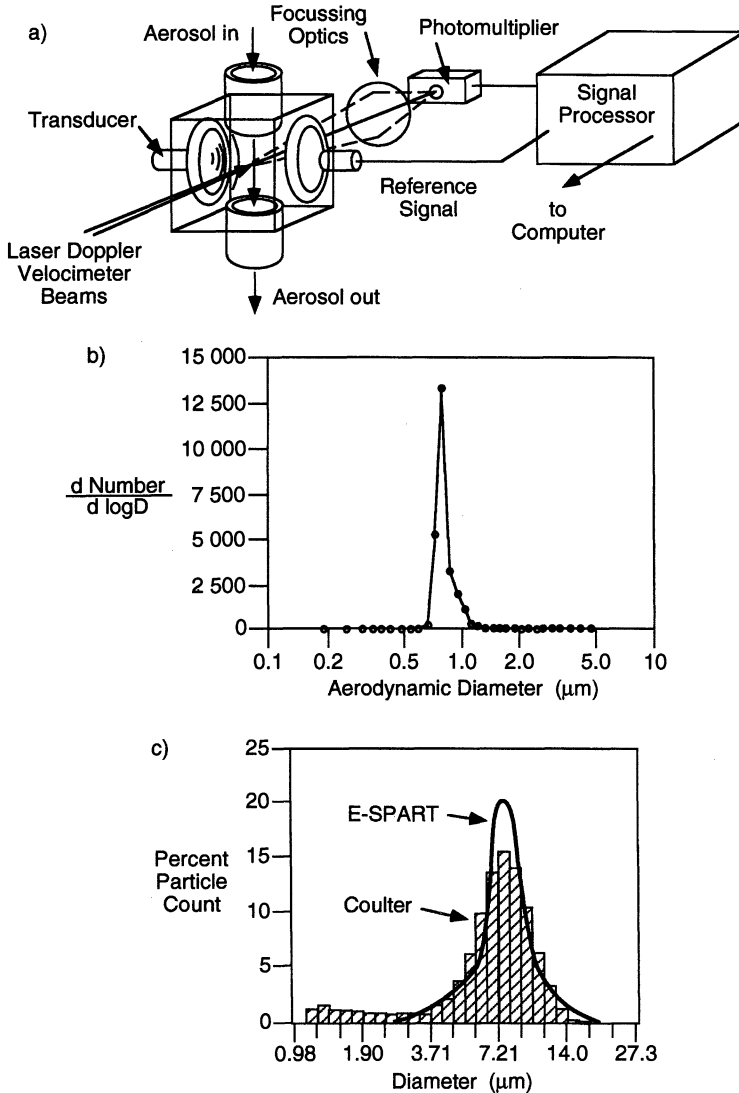 a)
Aerosol in
Focussing
Optics
Photomultiplier
Transducer
Signal
Processor
Reference
Signal
to
Computer
Laser Doppler
Velocimeter
Beams
Aerosol out
b)
15 000
12 500
10 000
7 500
5 000
2 500
0
d Number
d logD
0.1
0.2
0.5
1.0
2.0
5.0
10
Aerodynamic Diameter (μm)
c)
25
20
15
10
5
0
Percent
Particle
Count
E-SPART
Coulter
0.98
1.90
3.71
7.21
14.0
27.3
Diameter (μm)